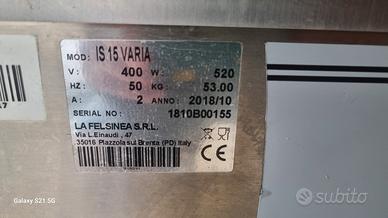 MOD: IS 15 VARIA
V: 400 W: 520
HZ: 50 KG: 53.00
A: 2 ANNO: 2018/10
SERIAL NO: 1810B00155
LA FELSINEA S.R.L.
Via L.Einaudi , 47
35016 Piazzola sul Brenta (PD) Italy
CE
Galaxy S21 5G
subito